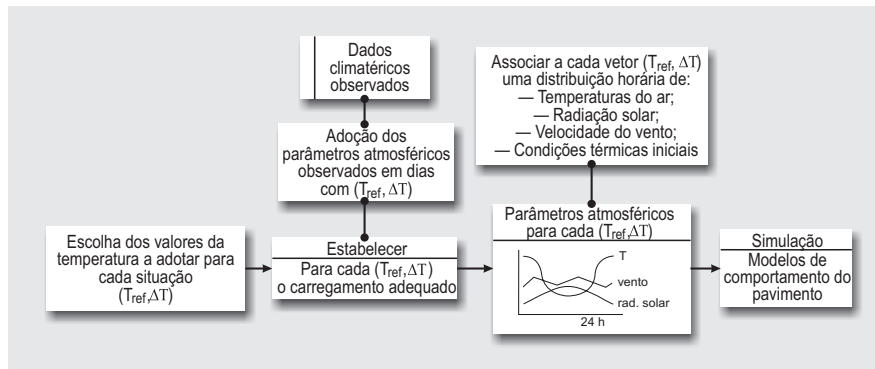 Dados
climatéricos
observados
Adoção dos
parâmetros atmosféricos
observados em dias
com (Tref, ΔT)
Associar a cada vetor (Tref, ΔT)
uma distribuição horária de:
— Temperaturas do ar;
— Radiação solar;
— Velocidade do vento;
— Condições térmicas iniciais
Escolha dos valores da
temperatura a adotar para
cada situação
(Tref,ΔT)
Estabelecer
Para cada (Tref,ΔT)
o carregamento adequado
Parâmetros atmosféricos
para cada (Tref,ΔT)
T
vento
rad. solar
24 h
Simulação
Modelos de
comportamento do
pavimento